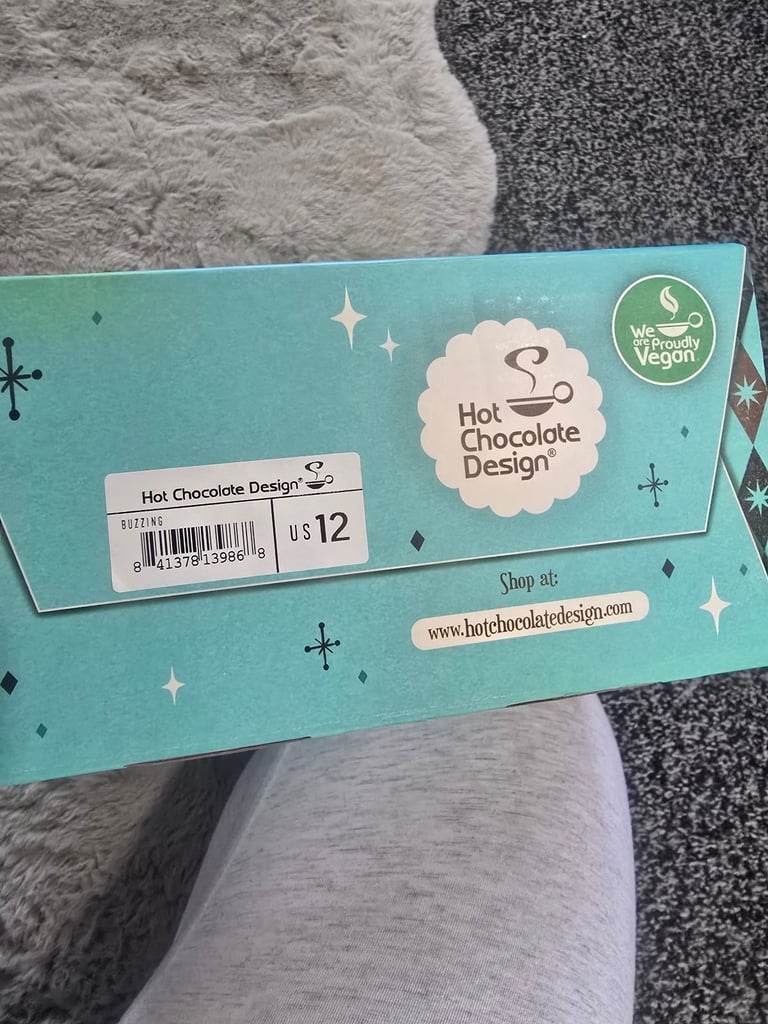 We
are Proudly
Vegan
Hot
Chocolate
Design®
Hot Chocolate Design®
BUZZING
US 12
8 41378 13986 8
Shop at:
www.hotchocolatedesign.com